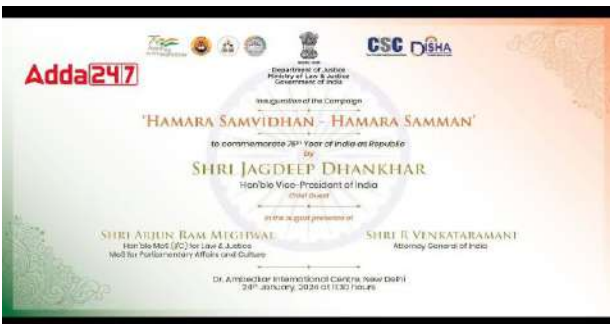 Adda247
CSC DISHA
Department of Justice
Ministry of Law & Justice
Government of India
Inauguration of the Campaign
'HAMARA SAMVIDHAN - HAMARA SAMMAN'
to commemorate 75th Year of India as Republic
by
SHRI JAGDEEP DHANKHAR
Hon'ble Vice-President of India
Chief Guest
in the august presence of
SHRI ARJUN RAM MEGHWAL
Hon'ble MoS (I/C) for Law & Justice
MoS for Parliamentary Affairs and Culture
SHRI R VENKATARAMANI
Attorney General of India
Dr. Ambedkar International Centre, New Delhi
24th January, 2024 at 11:30 hours